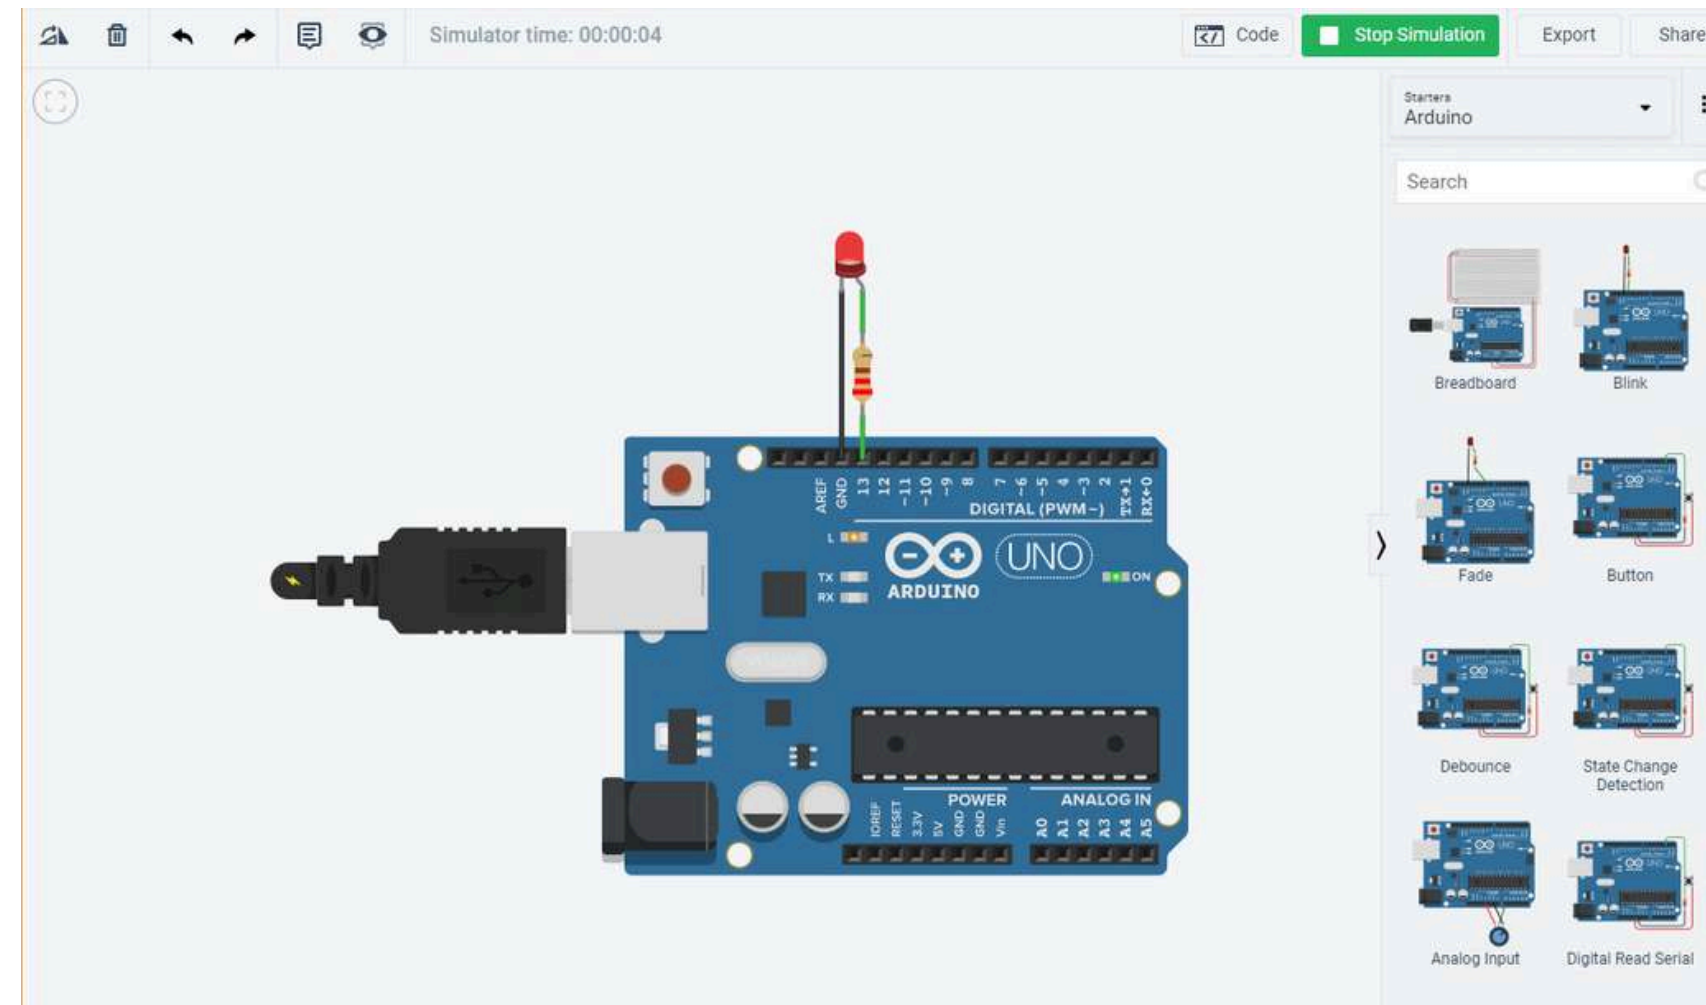 Simulator time: 00:00:04
Code
Stop Simulation
Export
Share
Starters
Arduino
Search
Breadboard
Blink
Fade
Button
Debounce
State Change
Detection
Analog Input
Digital Read Serial
AREF
GND
13
12
~11
~10
~9
8
7
~6
~5
4
~3
2
TX→1
RX←0
DIGITAL (PWM~)
L
TX
RX
ARDUINO
UNO
ON
POWER
ANALOG IN
IOREF
RESET
3.3V
5V
GND
GND
Vin
A0
A1
A2
A3
A4
A5